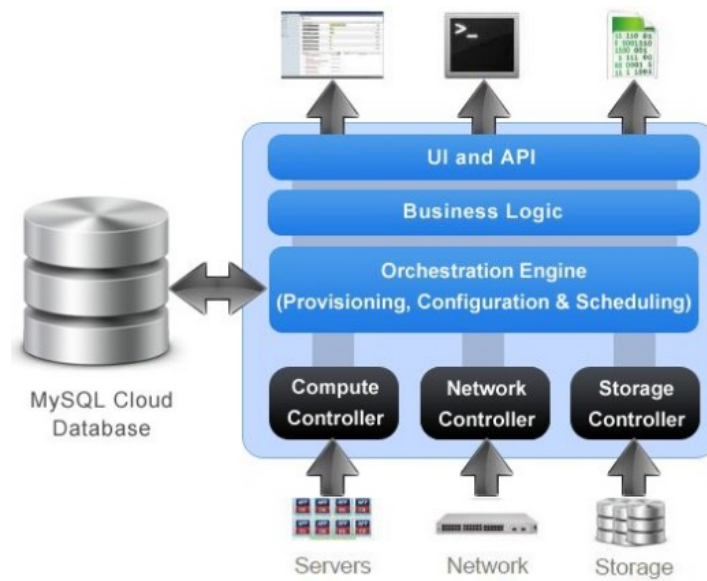 >_
UI and API
Business Logic
Orchestration Engine
(Provisioning, Configuration & Scheduling)
MySQL Cloud
Database
Compute
Controller
Network
Controller
Storage
Controller
Servers
Network
Storage